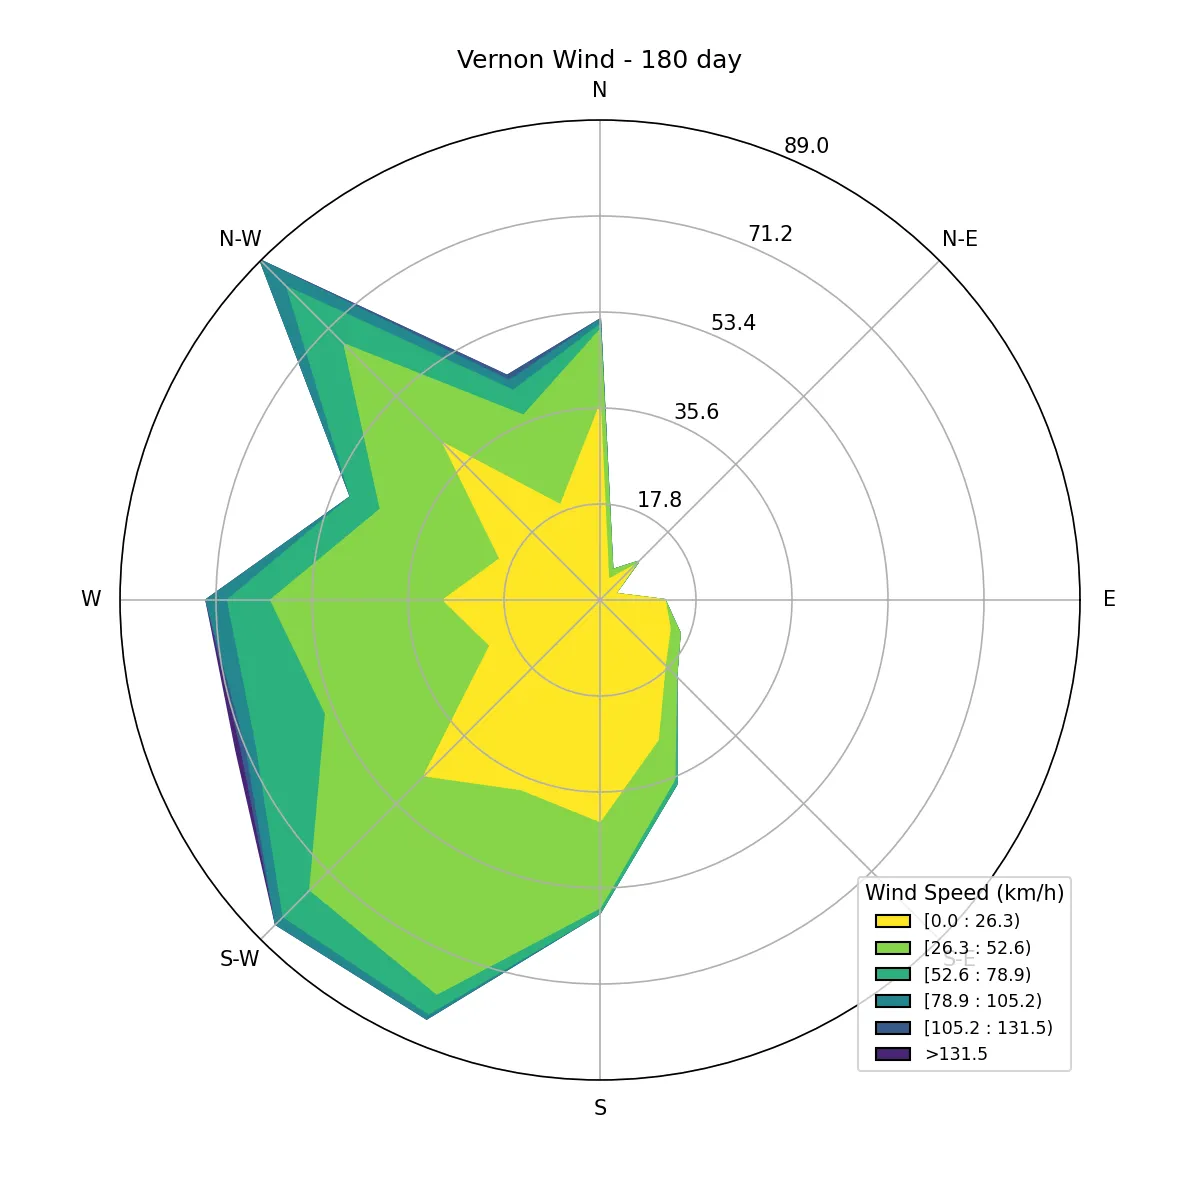 Vernon Wind - 180 day
N
89.0
71.2
N-W
N-E
53.4
35.6
17.8
W
E
S-W
S-E
Wind Speed (km/h)
[0.0 : 26.3)
[26.3 : 52.6)
[52.6 : 78.9)
[78.9 : 105.2)
[105.2 : 131.5)
>131.5
S